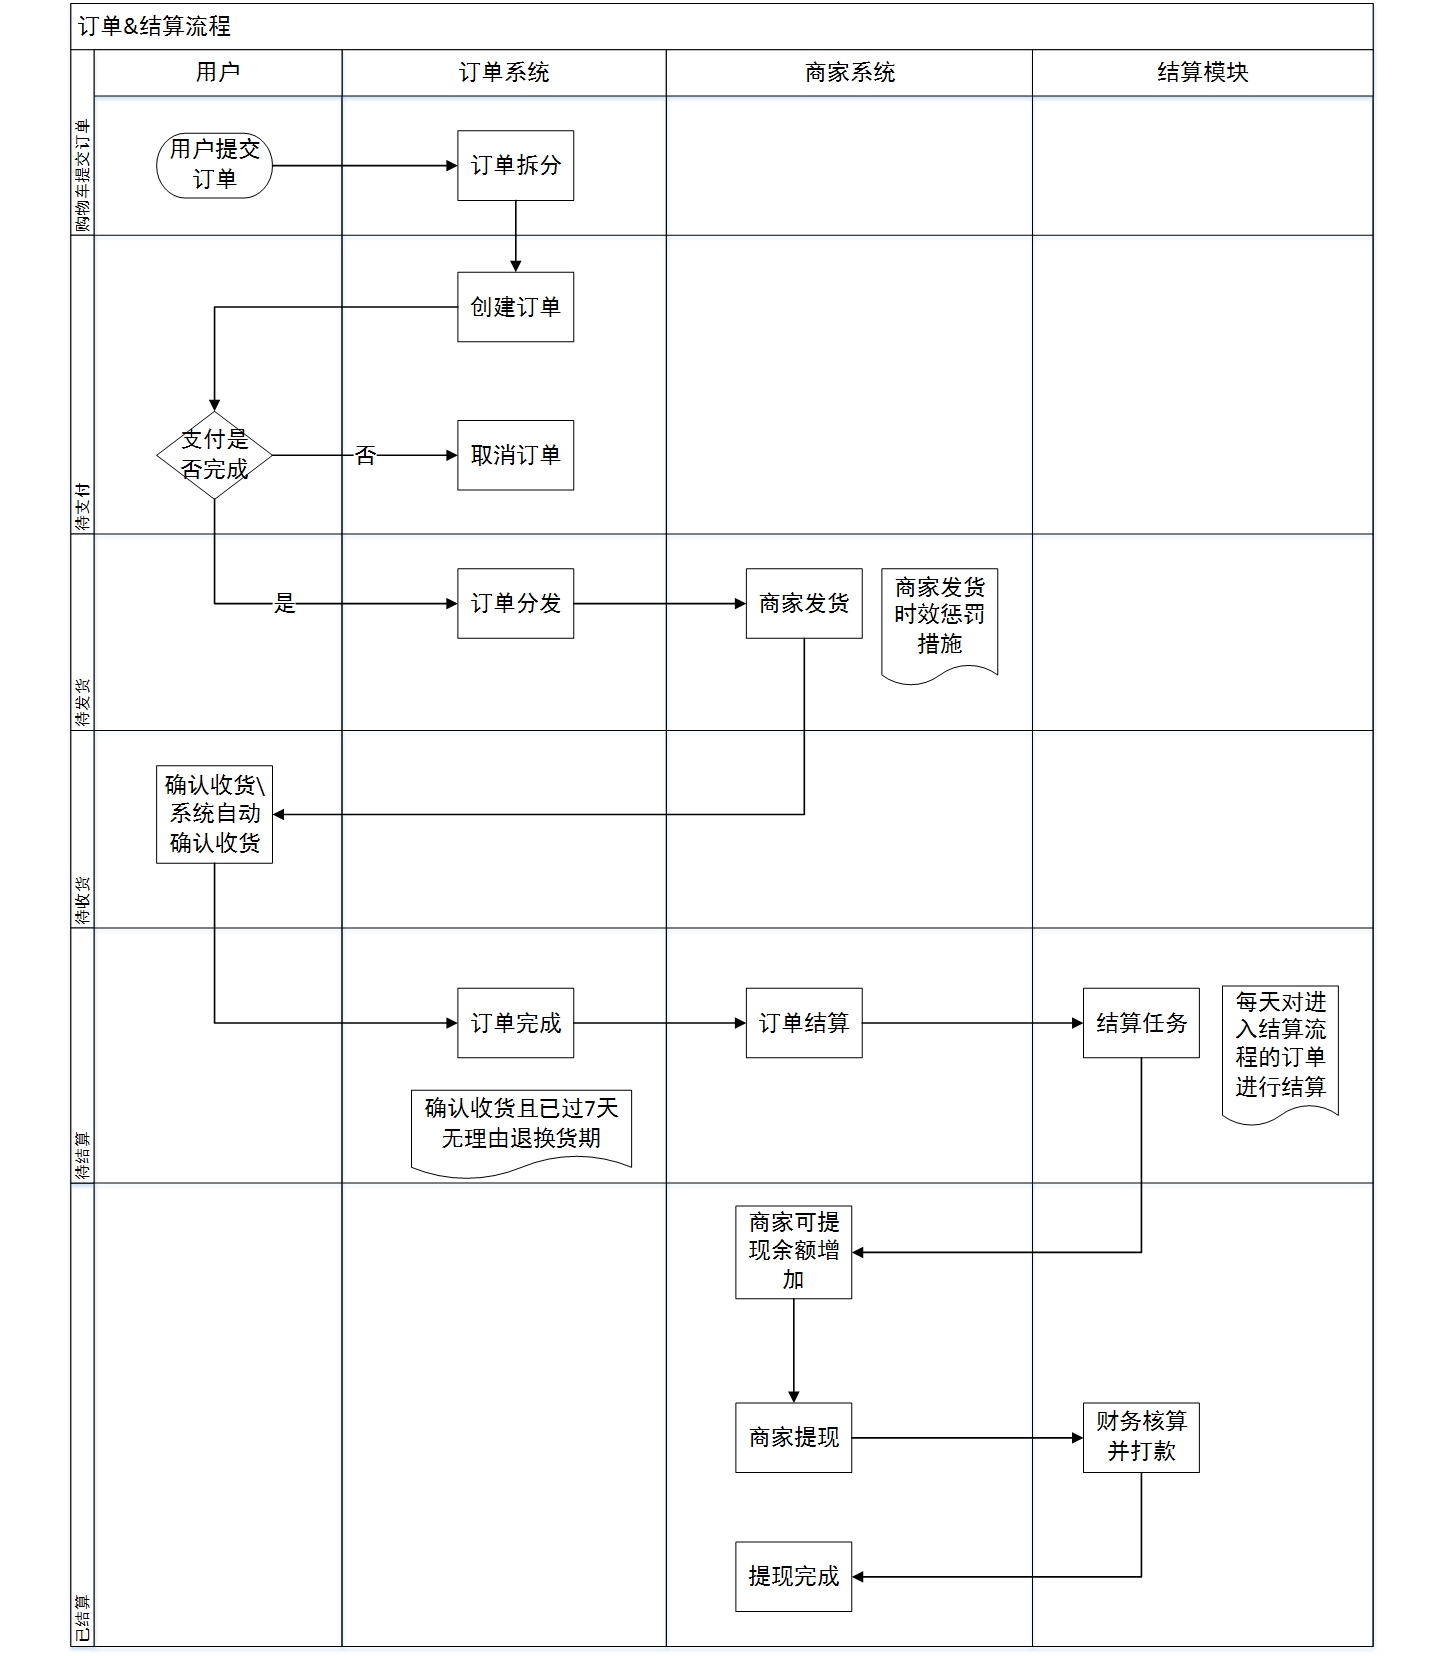 订单&结算流程
用户
订单系统
商家系统
结算模块
购物车提交订单
用户提交
订单
订单拆分
待支付
创建订单
支付是
否完成
否
取消订单
待发货
是
订单分发
商家发货
商家发货
时效惩罚
措施
待收货
确认收货\
系统自动
确认收货
待结算
订单完成
订单结算
结算任务
每天对进
入结算流
程的订单
进行结算
确认收货且已过7天
无理由退换货期
已结算
商家可提
现余额增
加
商家提现
财务核算
并打款
提现完成